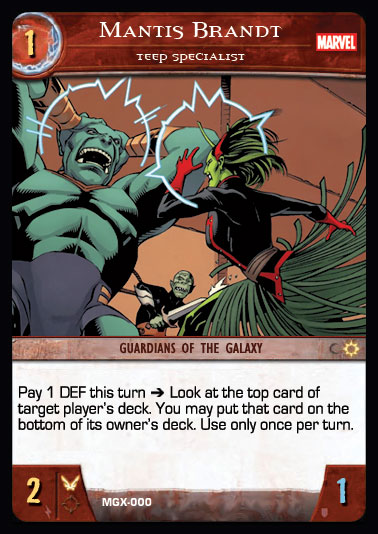 1
Mantis Brandt
MARVEL
TEEP SPECIALIST
GUARDIANS OF THE GALAXY
C
Pay 1 DEF this turn ➔ Look at the top card of
target player's deck. You may put that card on the
bottom of its owner's deck. Use only once per turn.
2
MGX-000
1